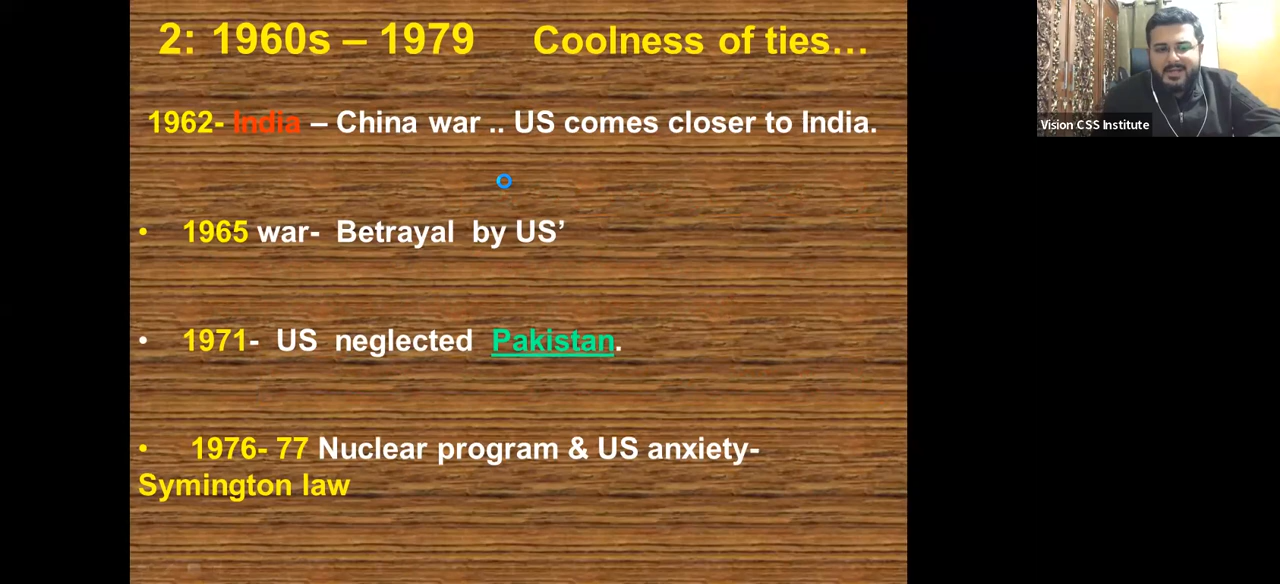 2: 1960s – 1979 Coolness of ties…
1962- India – China war .. US comes closer to India.
• 1965 war- Betrayal by US’
• 1971- US neglected Pakistan.
• 1976- 77 Nuclear program & US anxiety-
Symington law
Vision CSS Institute